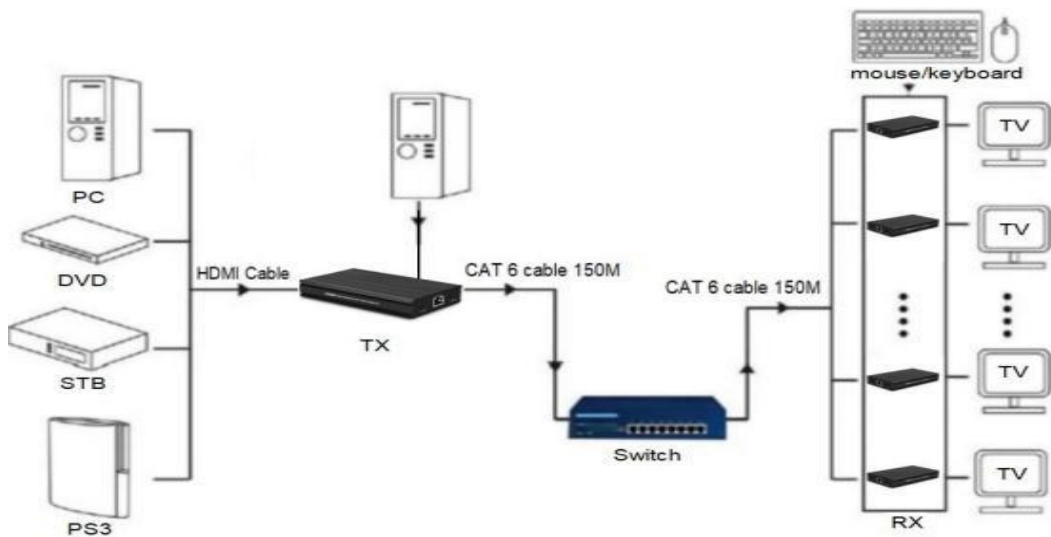 mouse/keyboard
TV
PC
TV
DVD
HDMI Cable
CAT 6 cable 150M
CAT 6 cable 150M
TX
STB
TV
Switch
TV
PS3
RX